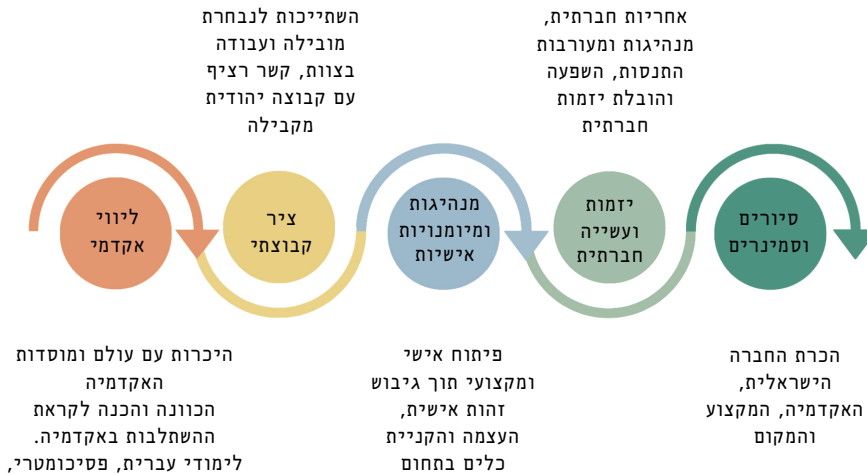 השתייכות לנבחרת
מובילה ועבודה
בצוות, קשר רציף
עם קבוצה יהודית
מקבילה
אחריות חברתית,
מנהיגות ומעורבות
התנסות, השפעה
והובלת יזמות
חברתית
ליווי
אקדמי
ציר
קבוצתי
מנהיגות
ומיומנויות
אישיות
יזמות
ועשייה
חברתית
סיורים
וסמינרים
היכרות עם עולם ומוסדות
האקדמיה
הכוונה והכנה לקראת
ההשתלבות באקדמיה.
לימודי עברית, פסיכומטרי,
פיתוח אישי
ומקצועי תוך גיבוש
זהות אישית,
העצמה והקניית
כלים בתחום
הכרת החברה
הישראלית,
האקדמיה, המקצוע
והמקום